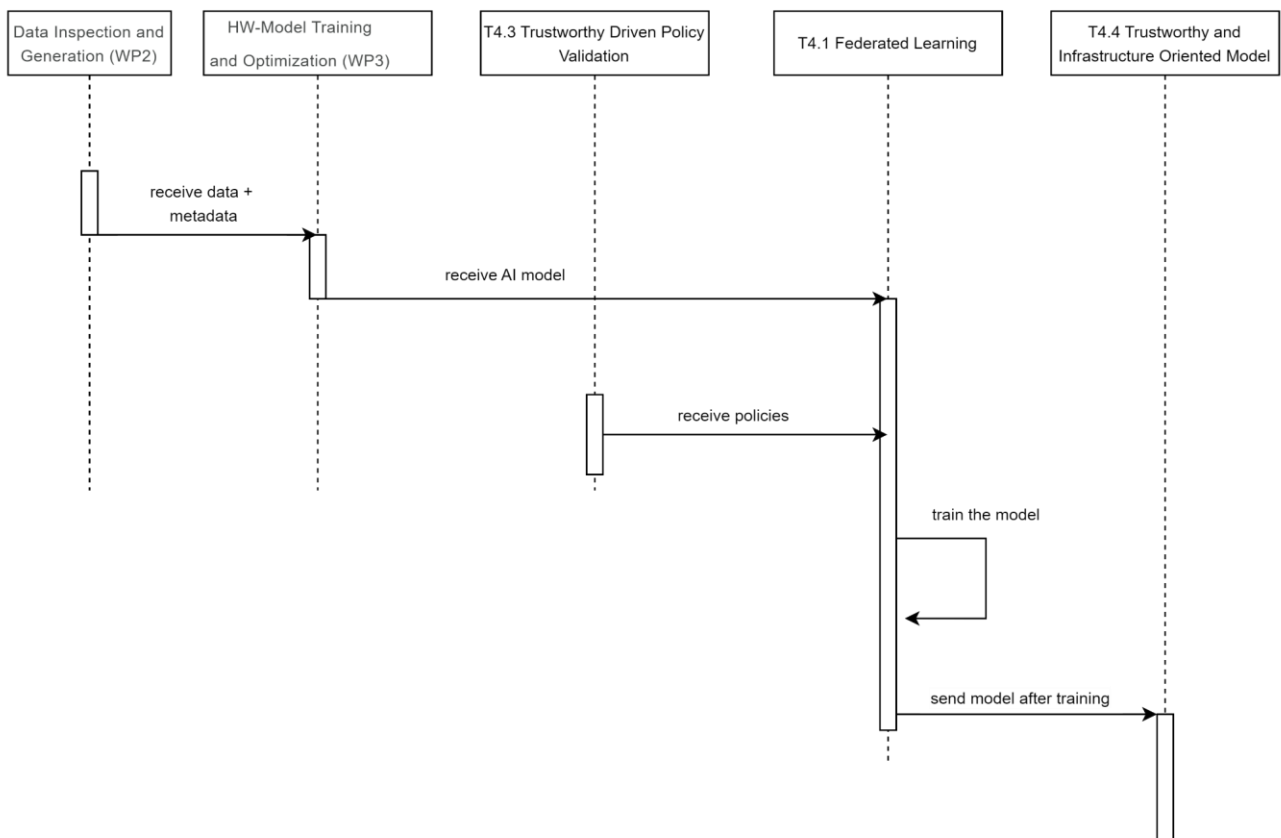 Data Inspection and
Generation (WP2)
HW-Model Training
and Optimization (WP3)
T4.3 Trustworthy Driven Policy
Validation
T4.1 Federated Learning
T4.4 Trustworthy and
Infrastructure Oriented Model
receive data +
metadata
receive AI model
receive policies
train the model
send model after training